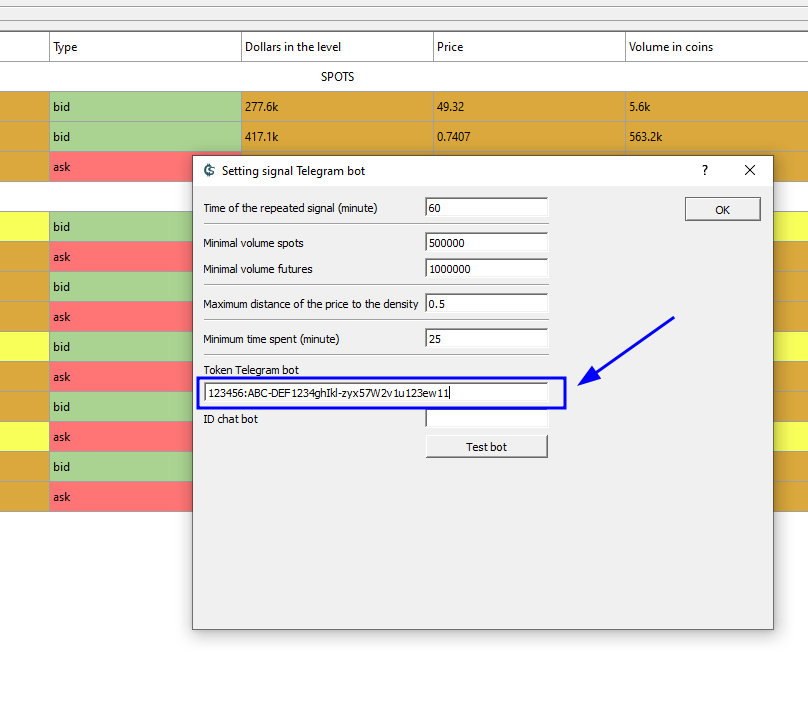 Type Dollars in the level Price Volume in coins
SPOTS
bid 277.6k 49.32 5.6k
bid 417.1k 0.7407 563.2k
ask
Setting signal Telegram bot ?
bid
ask
bid
ask
bid
ask
bid
ask
bid
ask
Time of the repeated signal (minute) 60
OK
Minimal volume spots 500000
Minimal volume futures 1000000
Maximum distance of the price to the density 0.5
Minimum time spent (minute) 25
Token Telegram bot
123456:ABC-DEF1234ghIkl-zyx57W2v1u123ew11
ID chat bot
Test bot